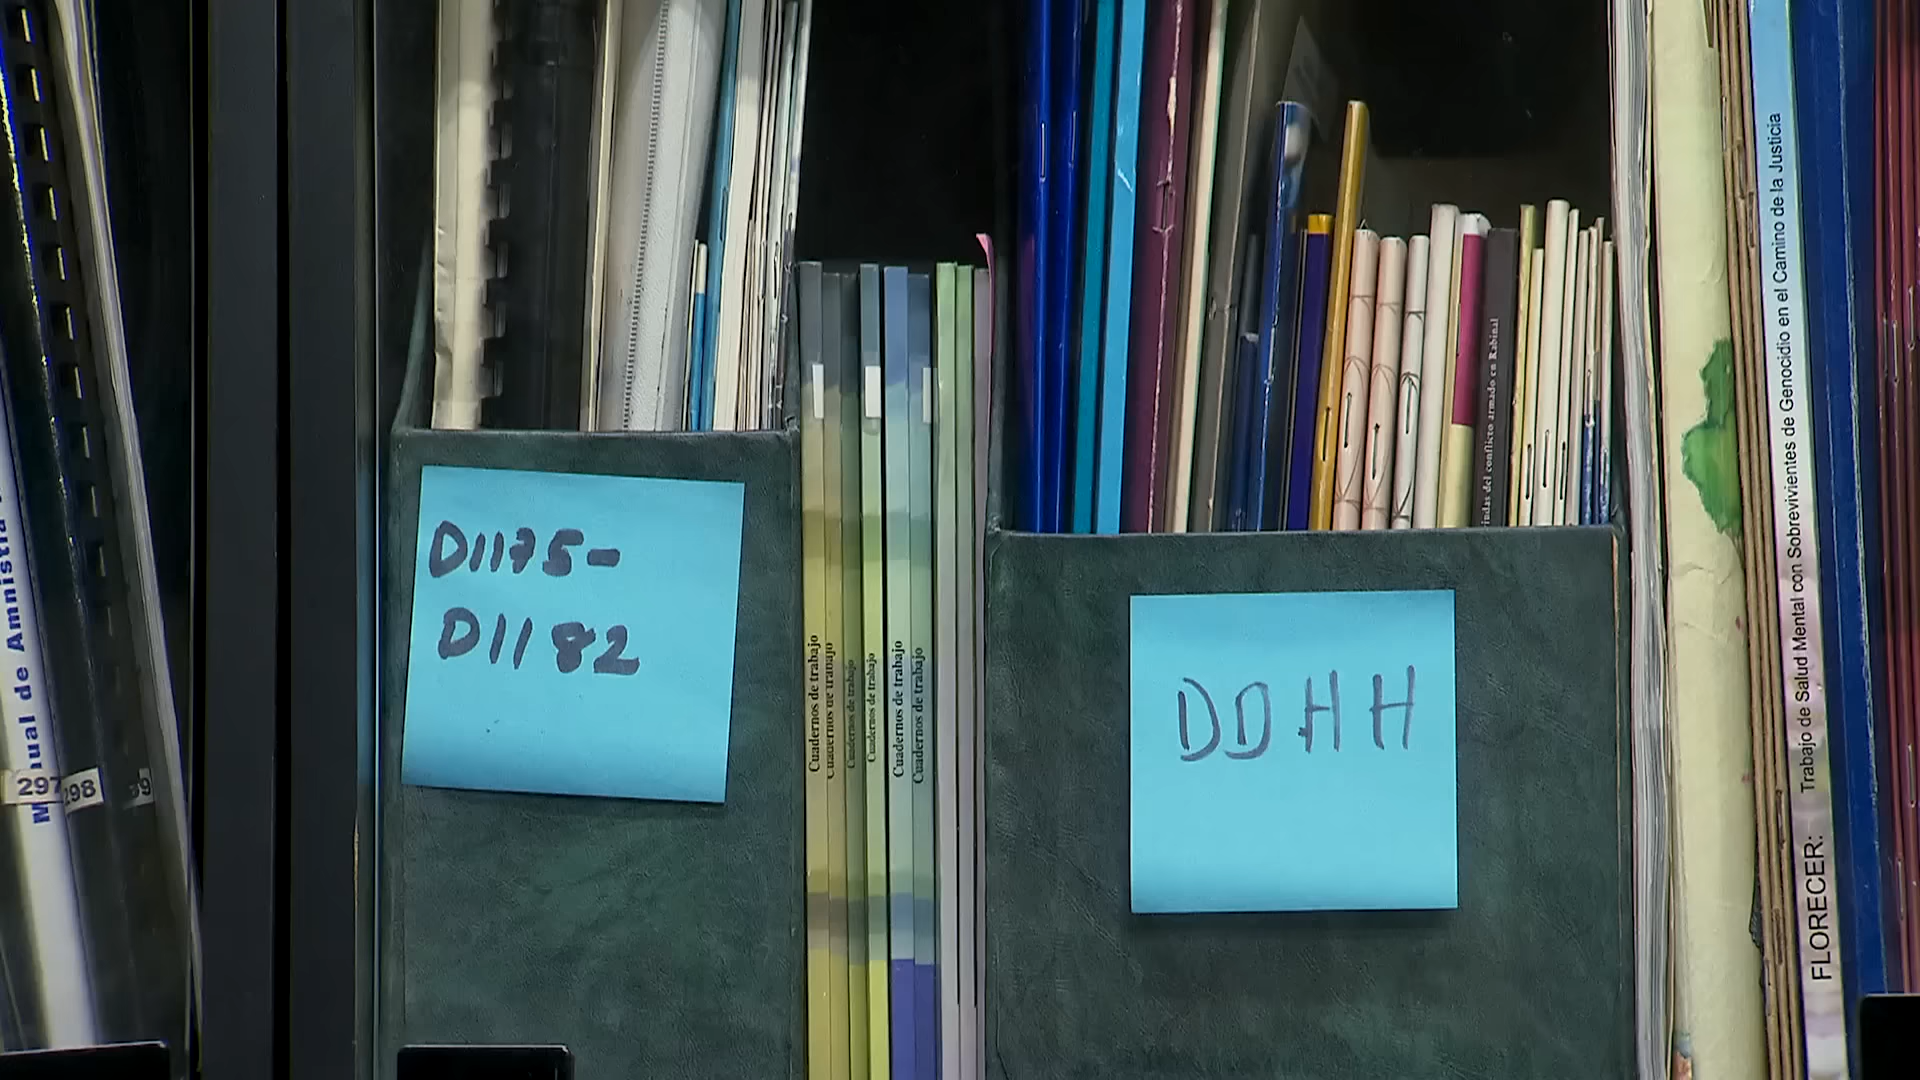 Manual de Amnistía
297
298
99
D1175-
D1182
Cuadernos de trabajo
Cuadernos de trabajo
Cuadernos de trabajo
Cuadernos de trabajo
Cuadernos de trabajo
Cuadernos de trabajo
DDHH
del conflicto armado en Rabinal
FLORECER: Trabajo de Salud Mental con Sobrevivientes de Genocidio en el Camino de la Justicia